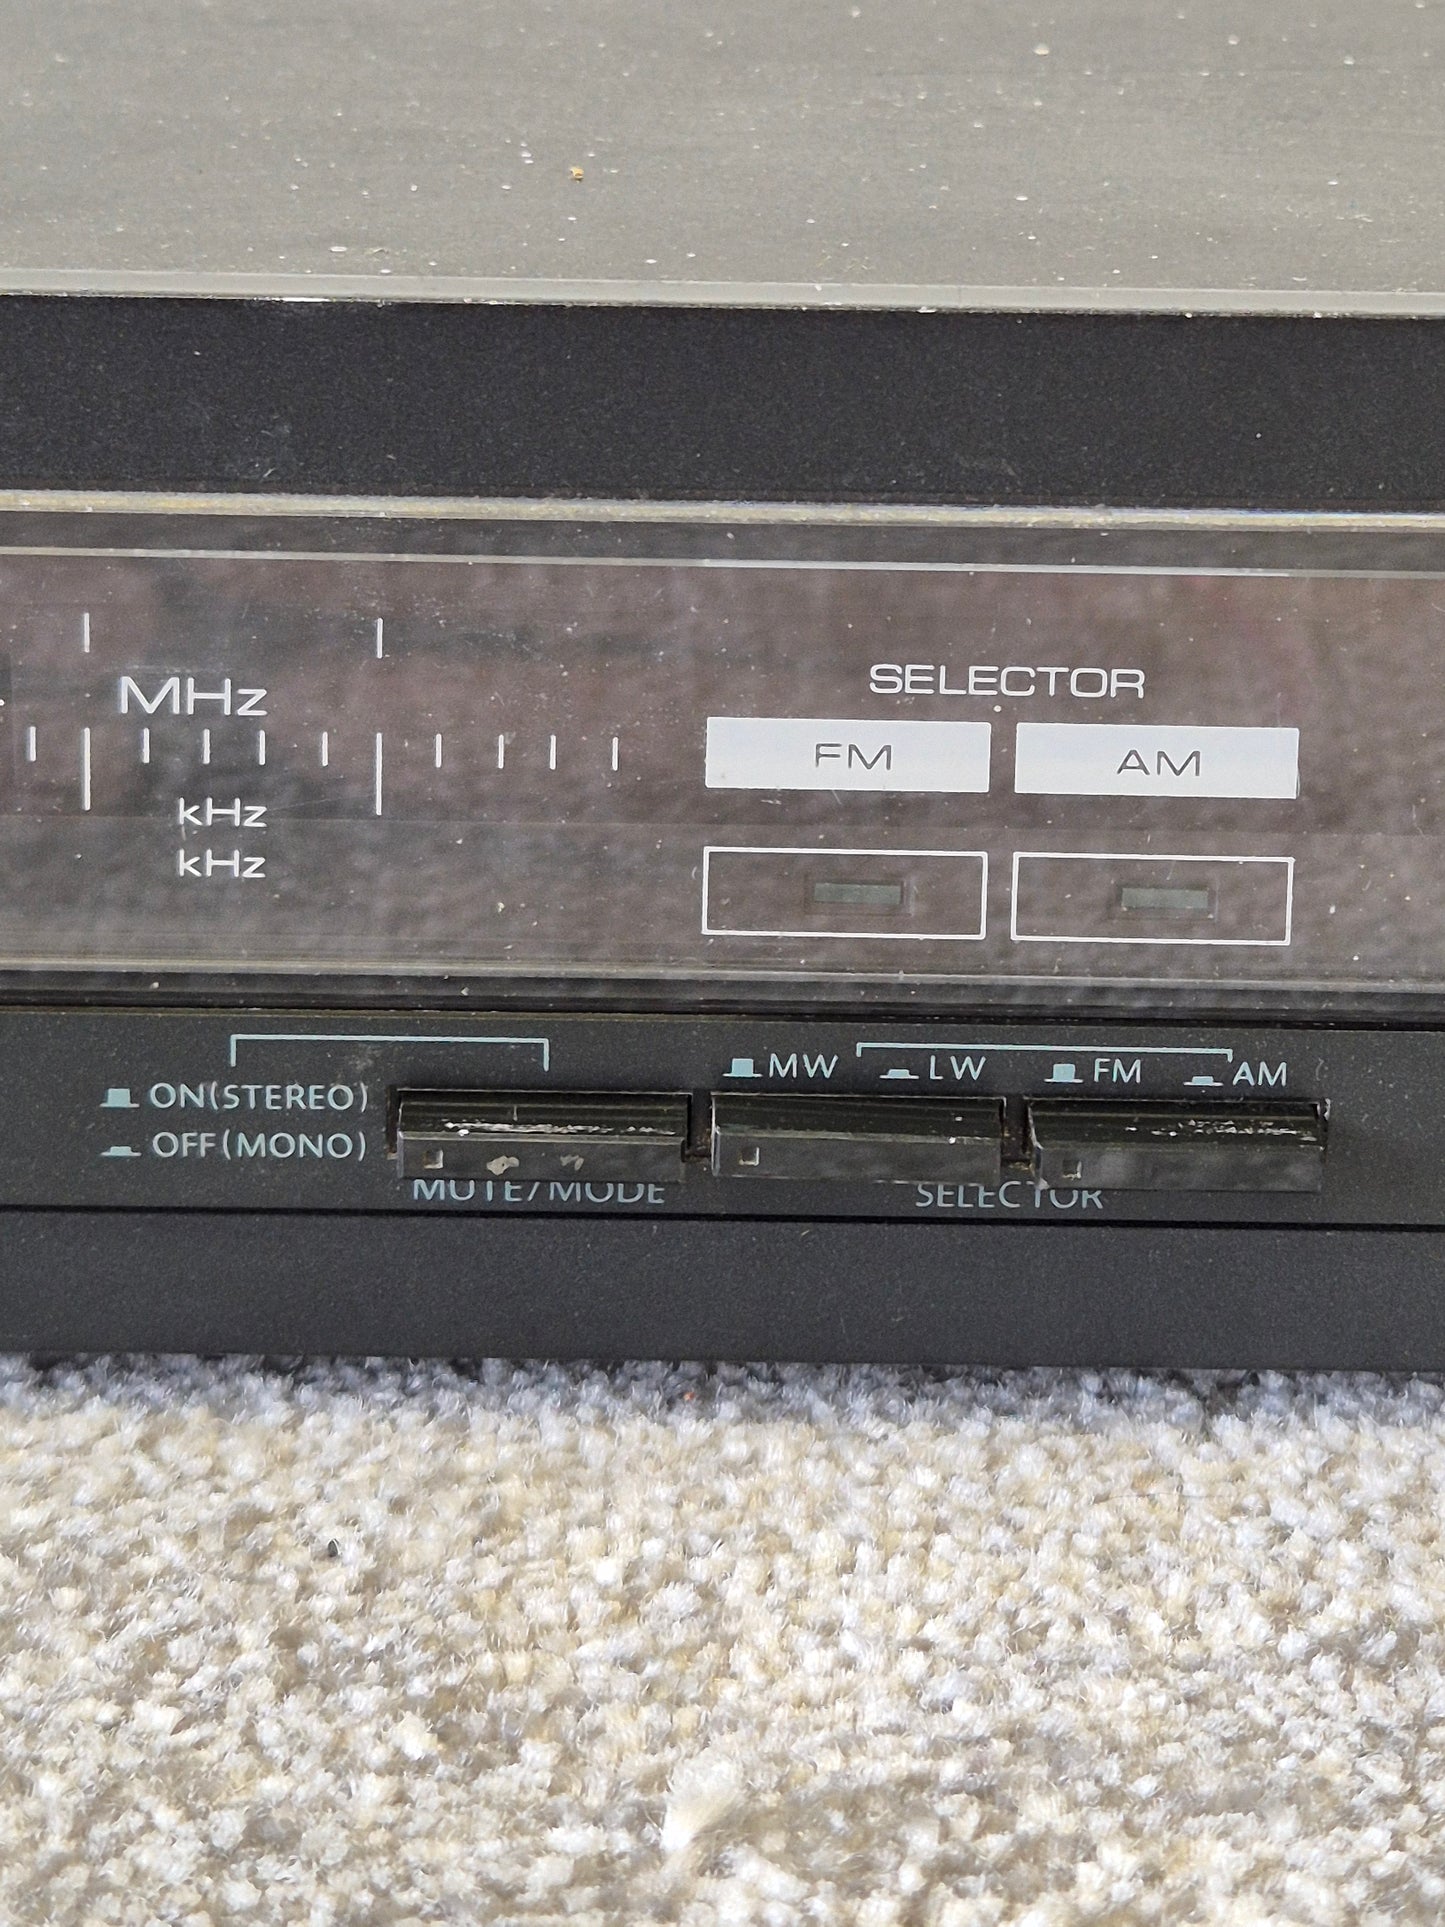 MHz
kHz
kHz
SELECTOR
FM AM
ON(STEREO)
OFF(MONO)
MUTE/MODE
MW LW FM AM
SELECTOR